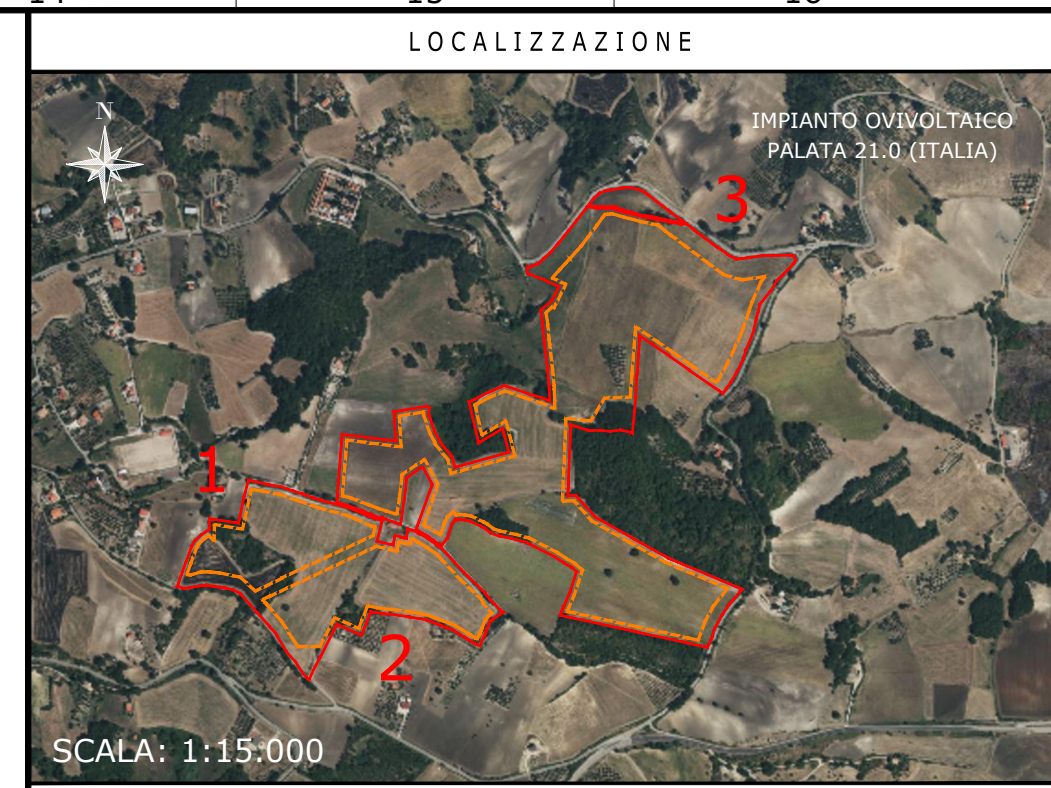 LOCALIZZAZIONE
N
IMPIANTO OVIVOLTAICO
PALATA 21.0 (ITALIA)
3
1
2
SCALA: 1:15.000